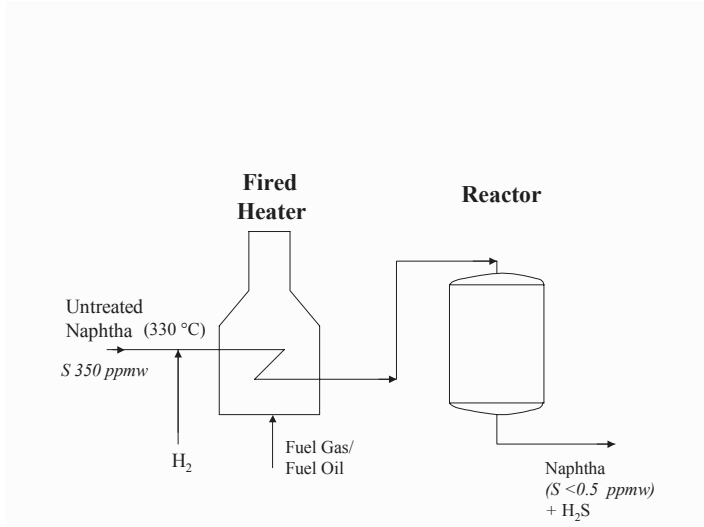 Fired
Heater
Reactor
Untreated
Naphtha (330 °C)
S 350 ppmw
H₂
Fuel Gas/
Fuel Oil
Naphtha
(S <0.5 ppmw)
+ H₂S